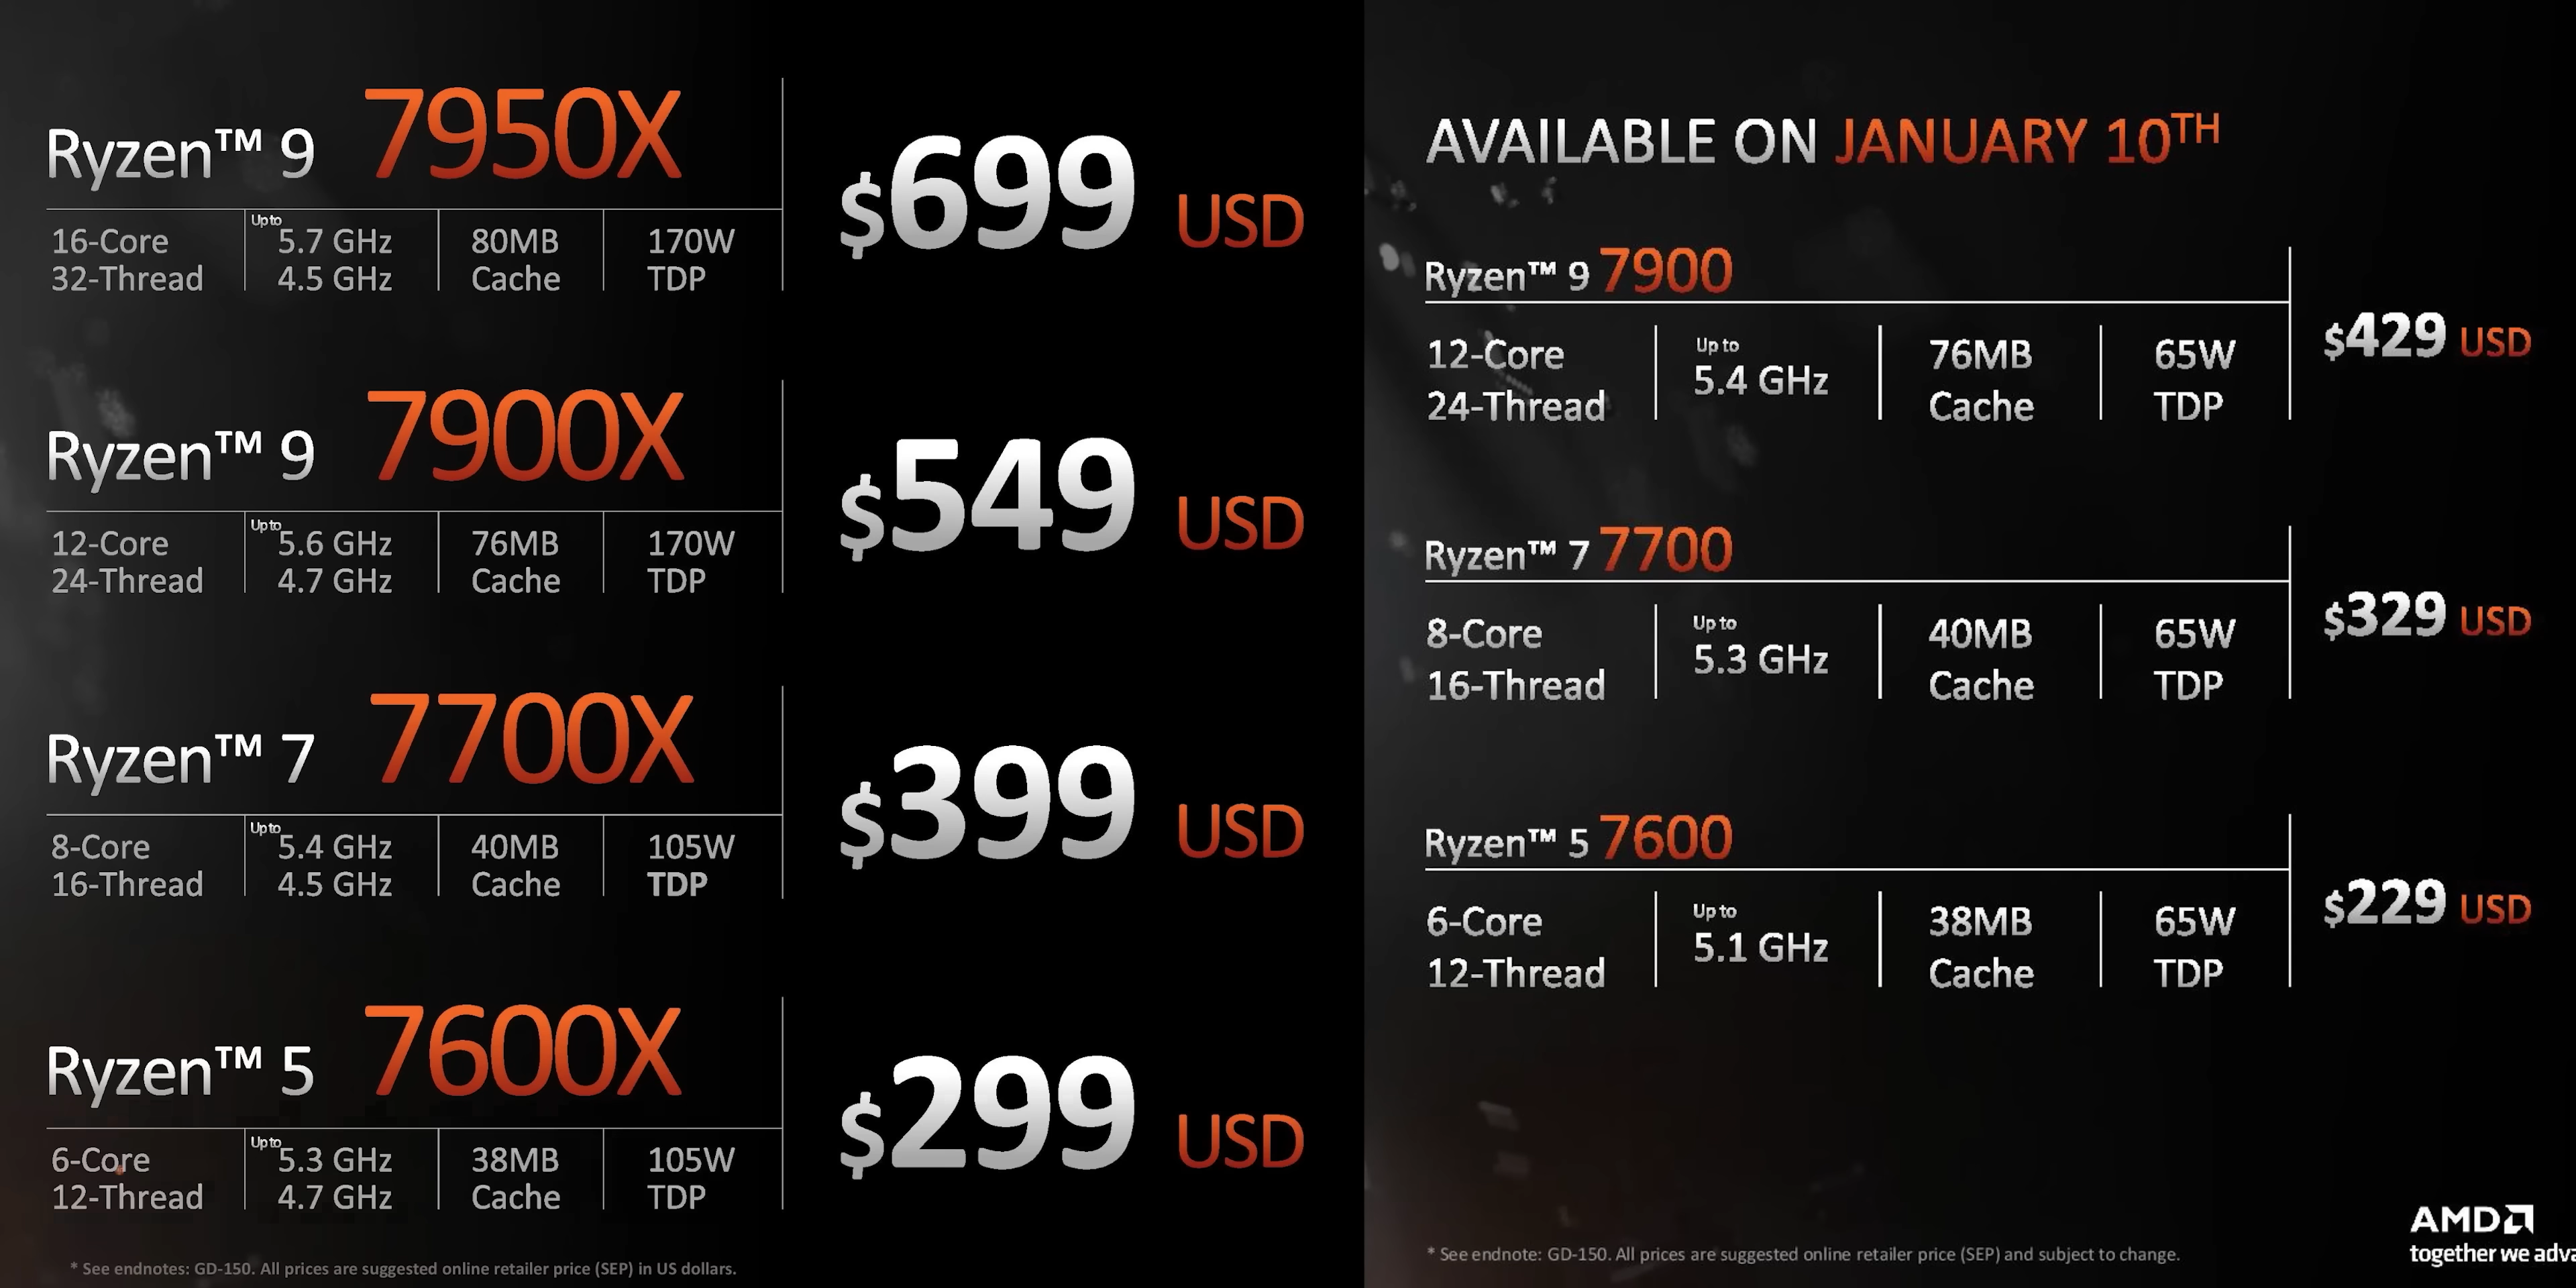 Ryzen™ 9 7950X
16-Core
32-Thread
Up to 5.7 GHz
4.5 GHz
80MB
Cache
170W
TDP
$699 USD
Ryzen™ 9 7900X
12-Core
24-Thread
Up to 5.6 GHz
4.7 GHz
76MB
Cache
170W
TDP
$549 USD
Ryzen™ 7 7700X
8-Core
16-Thread
Up to 5.4 GHz
4.5 GHz
40MB
Cache
105W
TDP
$399 USD
Ryzen™ 5 7600X
6-Core
12-Thread
Up to 5.3 GHz
4.7 GHz
38MB
Cache
105W
TDP
$299 USD
* See endnotes: GD-150. All prices are suggested online retailer price (SEP) in US dollars.
AVAILABLE ON JANUARY 10TH
Ryzen™ 9 7900
12-Core
24-Thread
Up to
5.4 GHz
76MB
Cache
65W
TDP
$429 USD
Ryzen™ 7 7700
8-Core
16-Thread
Up to
5.3 GHz
40MB
Cache
65W
TDP
$329 USD
Ryzen™ 5 7600
6-Core
12-Thread
Up to
5.1 GHz
38MB
Cache
65W
TDP
$229 USD
* See endnote: GD-150. All prices are suggested online retailer price (SEP) and subject to change.
AMD
together we adva